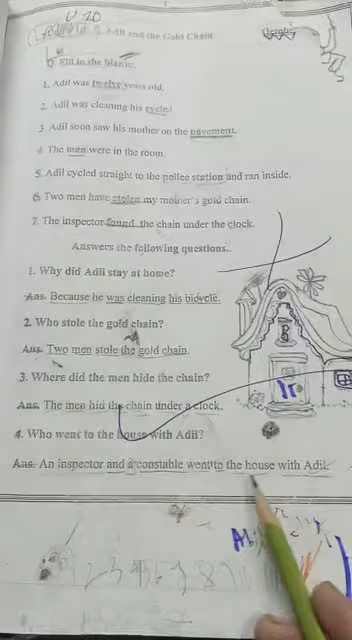 U 20
Adil and the Gold Chain
Fill in the blanks.
1. Adil was twelve years old.
2. Adil was cleaning his cycle.
3. Adil soon saw his mother on the pavement.
4. The men were in the room.
5. Adil cycled straight to the police station and ran inside.
6. Two men have stolen my mother's gold chain.
7. The inspector found the chain under the clock.
Answers the following questions..
1. Why did Adil stay at home?
Ans. Because he was cleaning his bicycle.
2. Who stole the gold chain?
Ans. Two men stole the gold chain.
3. Where did the men hide the chain?
Ans. The men hid the chain under a clock.
4. Who went to the house with Adil?
Ans. An inspector and a constable went to the house with Adil.